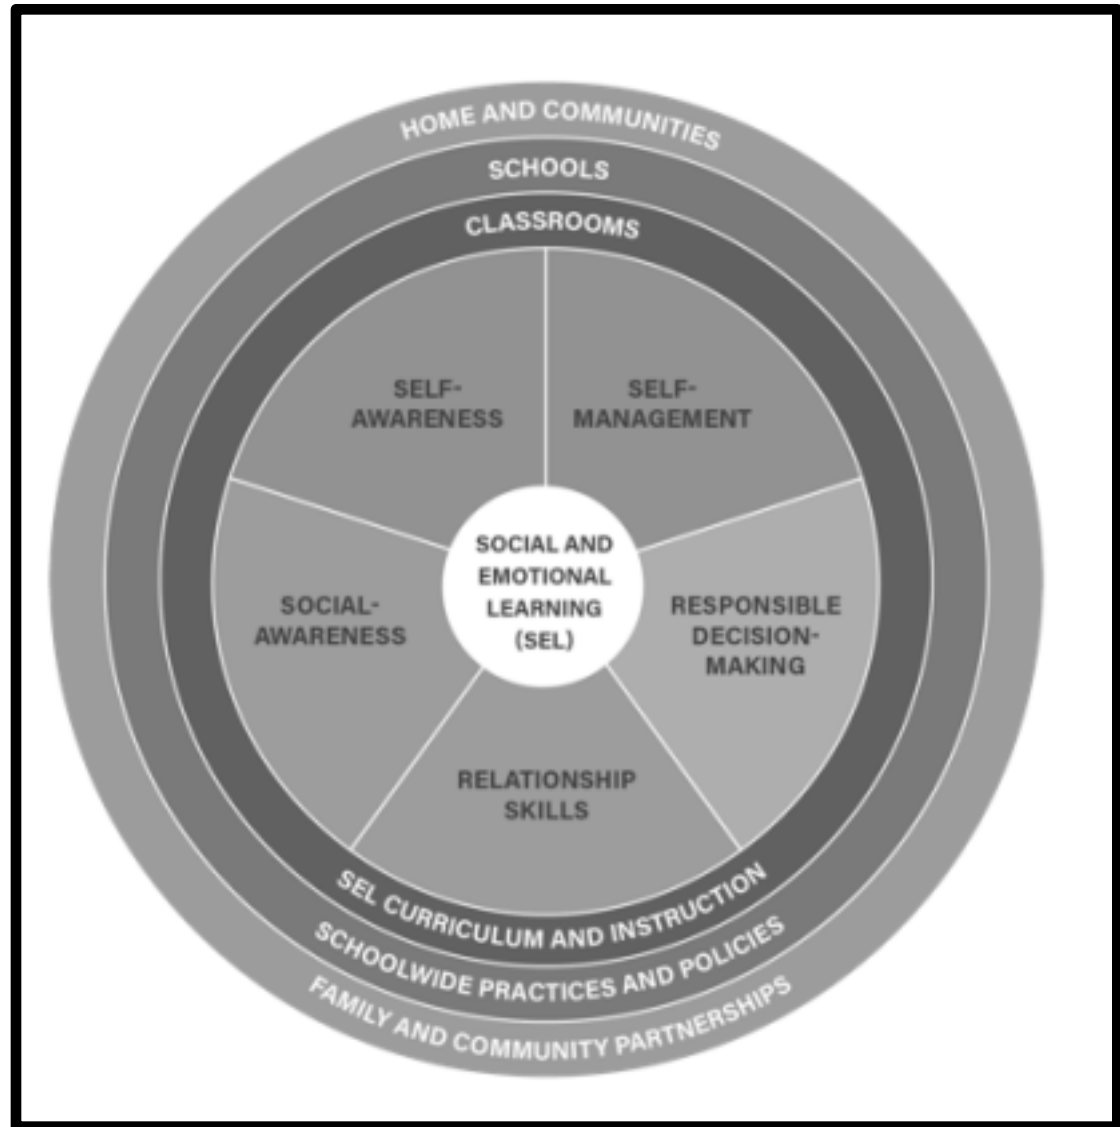 HOME AND COMMUNITIES
SCHOOLS
CLASSROOMS
SELF-
AWARENESS
SELF-
MANAGEMENT
SOCIAL AND
EMOTIONAL
LEARNING
(SEL)
SOCIAL-
AWARENESS
RESPONSIBLE
DECISION-
MAKING
RELATIONSHIP
SKILLS
SEL CURRICULUM AND INSTRUCTION
SCHOOLWIDE PRACTICES AND POLICIES
FAMILY AND COMMUNITY PARTNERSHIPS